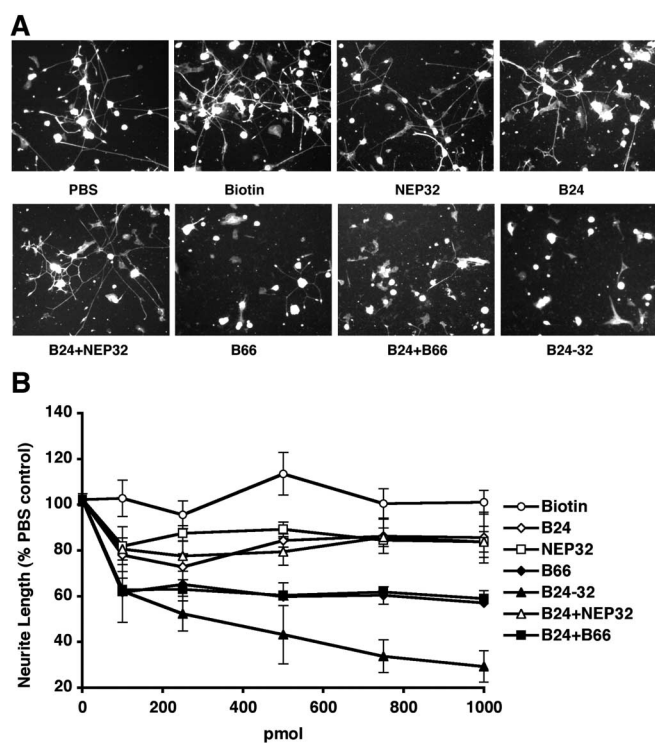 A
PBS Biotin NEP32 B24
B24+NEP32 B66 B24+B66 B24-32
B
Neurite Length (% PBS control)
140
120
100
80
60
40
20
0 200 400 600 800 1000
pmol
Biotin
B24
NEP32
B66
B24-32
B24+NEP32
B24+B66